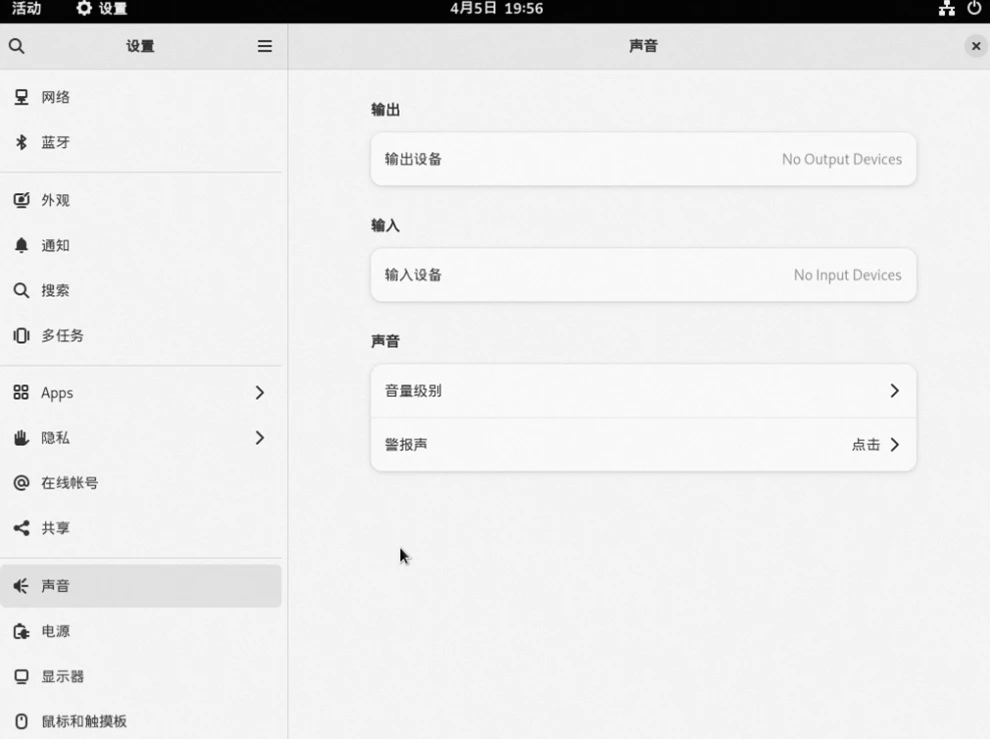 活动 设置 4月5日 19:56
设置
网络
蓝牙
外观
通知
搜索
多任务
Apps
隐私
在线帐号
共享
声音
电源
显示器
鼠标和触摸板
声音
输出
输出设备 No Output Devices
输入
输入设备 No Input Devices
声音
音量级别
警报声 点击